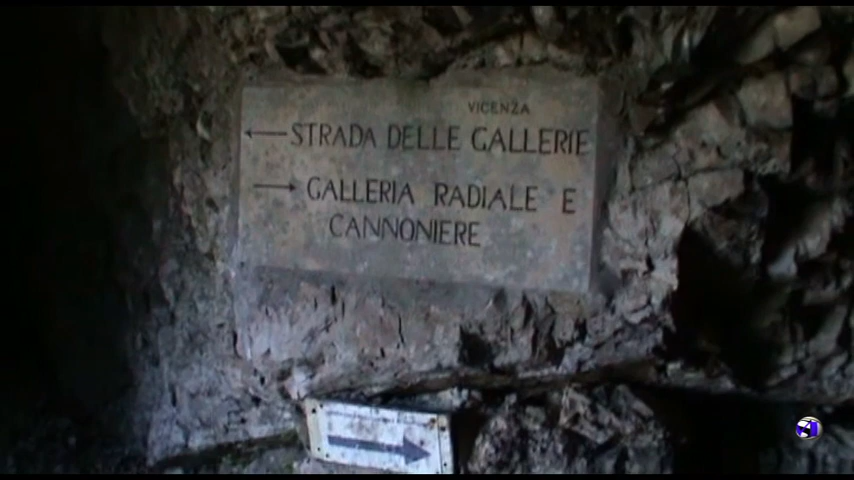 VICENZA
← STRADA DELLE GALLERIE
→ GALLERIA RADIALE E
CANNONIERE